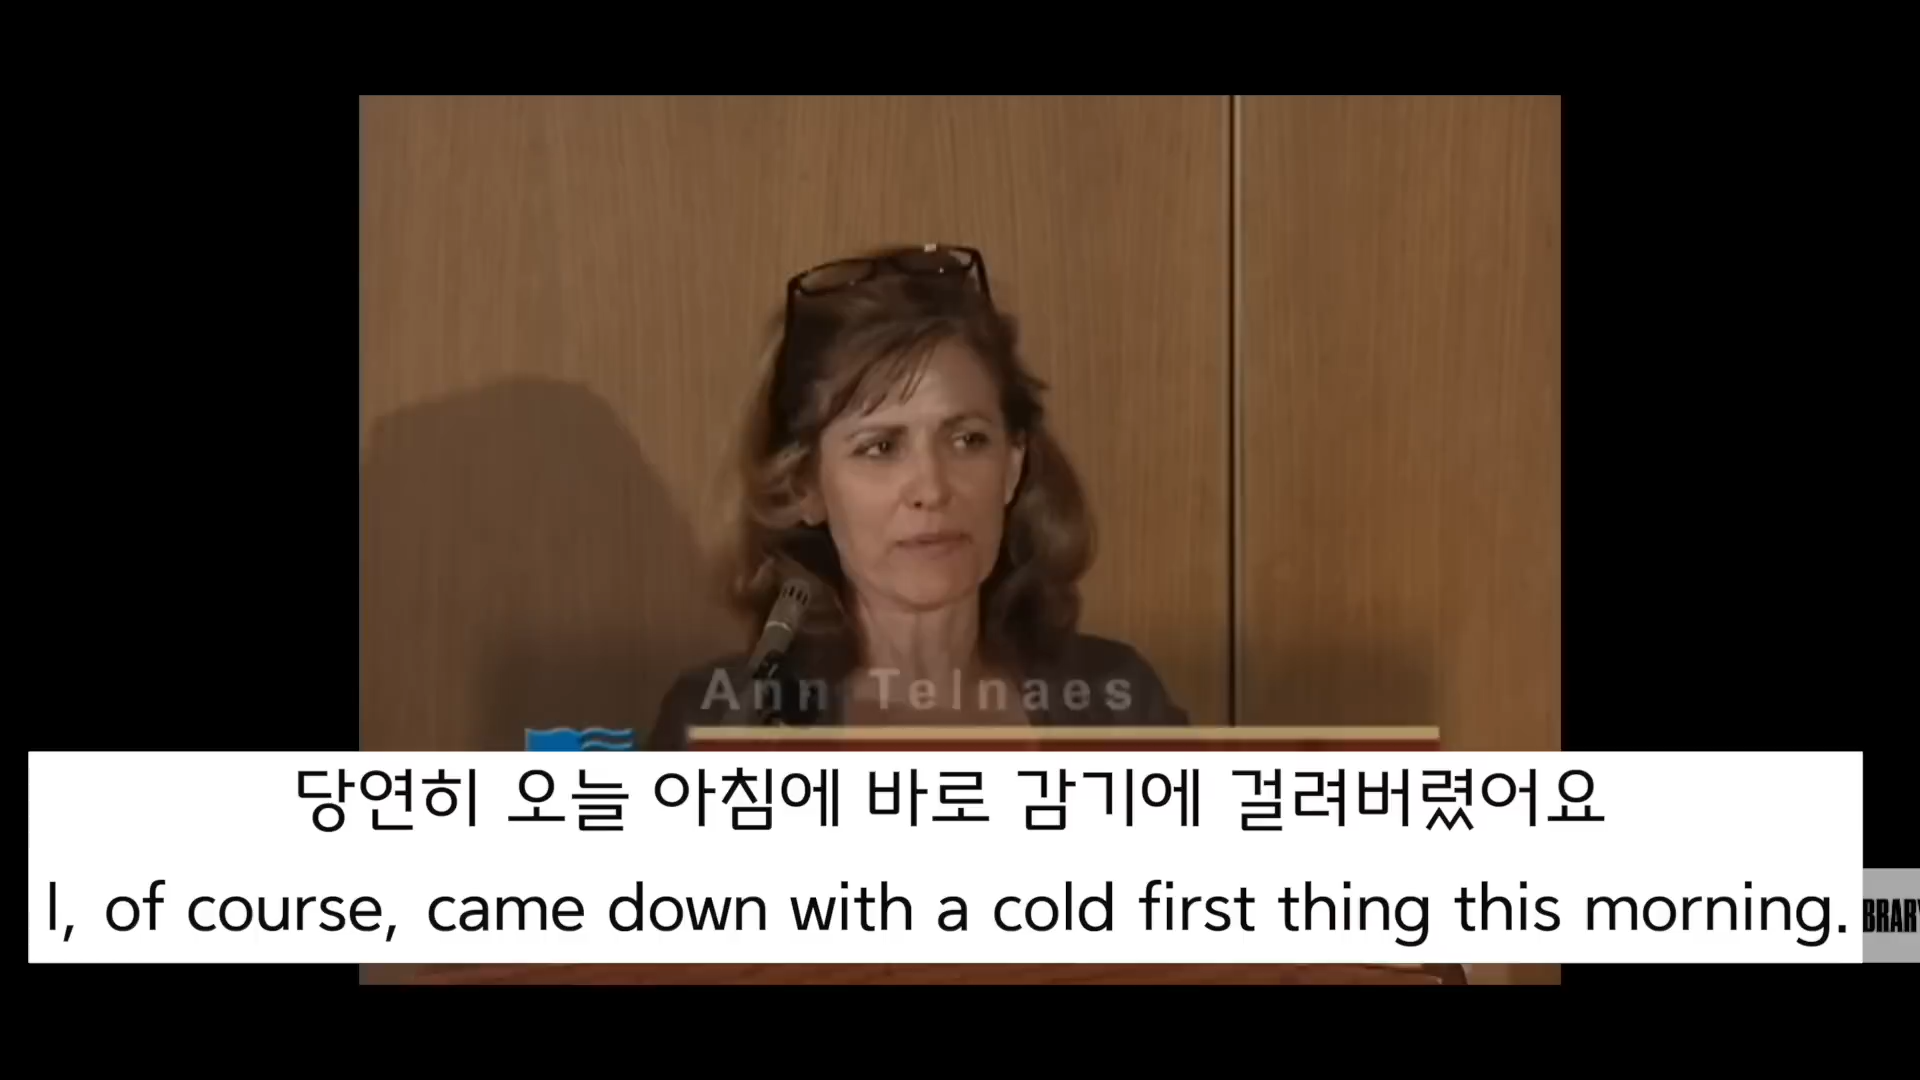 Ann Telnaes
당연히 오늘 아침에 바로 감기에 걸려버렸어요
I, of course, came down with a cold first thing this morning.
BRARY